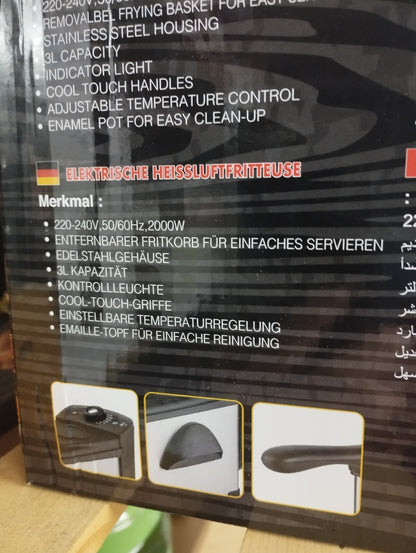 220-240V,50/60
REMOVALBEL FRYING BASKET FOR EASY
STAINLESS STEEL HOUSING
3L CAPACITY
INDICATOR LIGHT
• COOL TOUCH HANDLES
• ADJUSTABLE TEMPERATURE CONTROL
• ENAMEL POT FOR EASY CLEAN-UP
ELEKTRISCHE HEISSLUFTFRITTEUSE
Merkmal :
• 220-240V,50/60Hz,2000W
• ENTFERNBARER FRITKORB FÜR EINFACHES SERVIEREN
• EDELSTAHLGEHÄUSE
• 3L KAPAZITÄT
• KONTROLLLEUCHTE
• COOL-TOUCH-GRIFFE
• EINSTELLBARE TEMPERATURREGELUNG
• EMAILLE-TOPF FÜR EINFACHE REINIGUNG
:
22